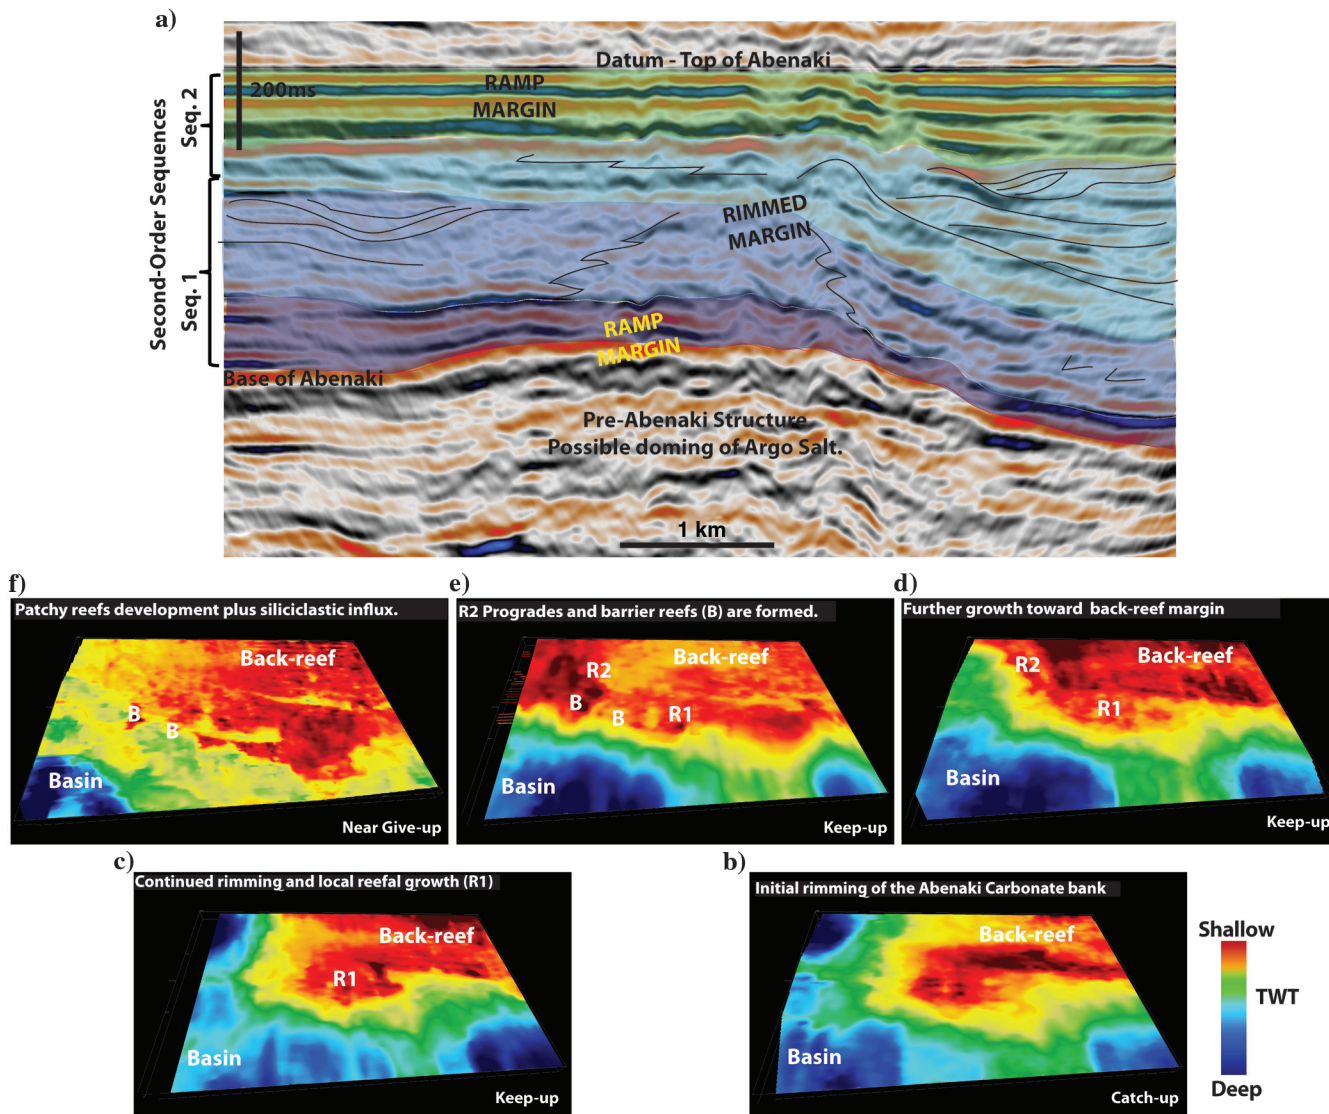 a)
Datum - Top of Abenaki
200ms
RAMP
MARGIN
Second-Order Sequences
Seq. 2
Seq. 1
RIMMED
MARGIN
RAMP
MARGIN
Base of Abenaki
Pre-Abenaki Structure
Possible doming of Argo Salt.
1 km
f)
Patchy reefs development plus siliciclastic influx.
Back-reef
B
B
Basin
Near Give-up
e)
R2 Progrades and barrier reefs (B) are formed.
Back-reef
R2
B
B
R1
Basin
Keep-up
d)
Further growth toward back-reef margin
Back-reef
R2
R1
Basin
Keep-up
c)
Continued rimming and local reefal growth (R1)
Back-reef
R1
Basin
Keep-up
b)
Initial rimming of the Abenaki Carbonate bank
Back-reef
Basin
Catch-up
Shallow
TWT
Deep